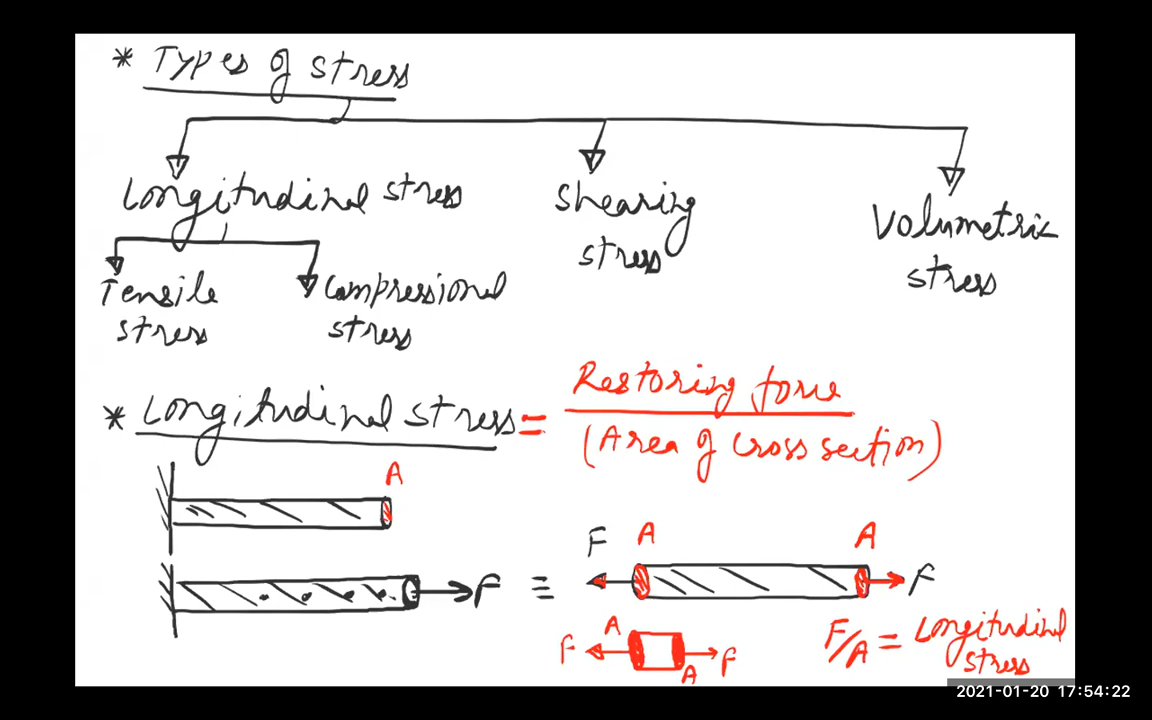 * Types of stress
Longitudinal stress
Shearing
stress
Volumetric
stress
Tensile
stress
Compressional
stress
* Longitudinal stress = Restoring force
(Area of cross section)
A
F ≡
F A A F
F A A F
F/A = Longitudinal
stress
2021-01-20 17:54:22